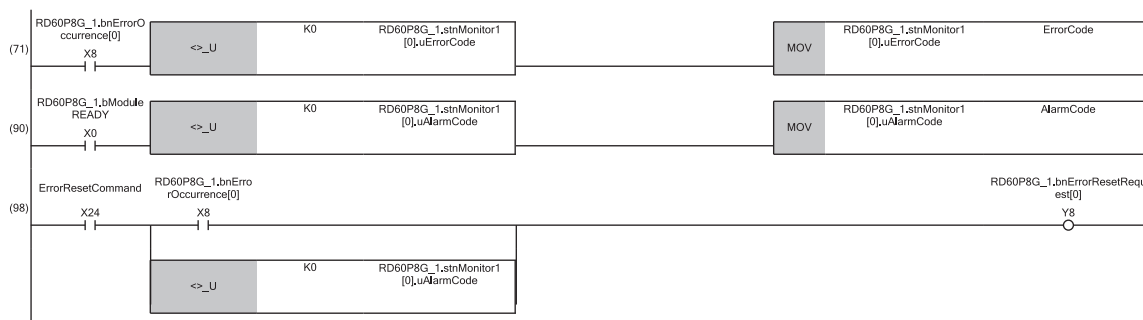 RD60P8G_1.bnErrorO
ccurrence[0]
(71)
X8
<>_U
K0
RD60P8G_1.stnMonitor1
[0].uErrorCode
MOV
RD60P8G_1.stnMonitor1
[0].uErrorCode
ErrorCode
RD60P8G_1.bModule
READY
(90)
X0
<>_U
K0
RD60P8G_1.stnMonitor1
[0].uAlarmCode
MOV
RD60P8G_1.stnMonitor1
[0].uAlarmCode
AlarmCode
(98)
ErrorResetCommand
X24
RD60P8G_1.bnErro
rOccurrence[0]
X8
RD60P8G_1.bnErrorResetRequ
est[0]
Y8
<>_U
K0
RD60P8G_1.stnMonitor1
[0].uAlarmCode